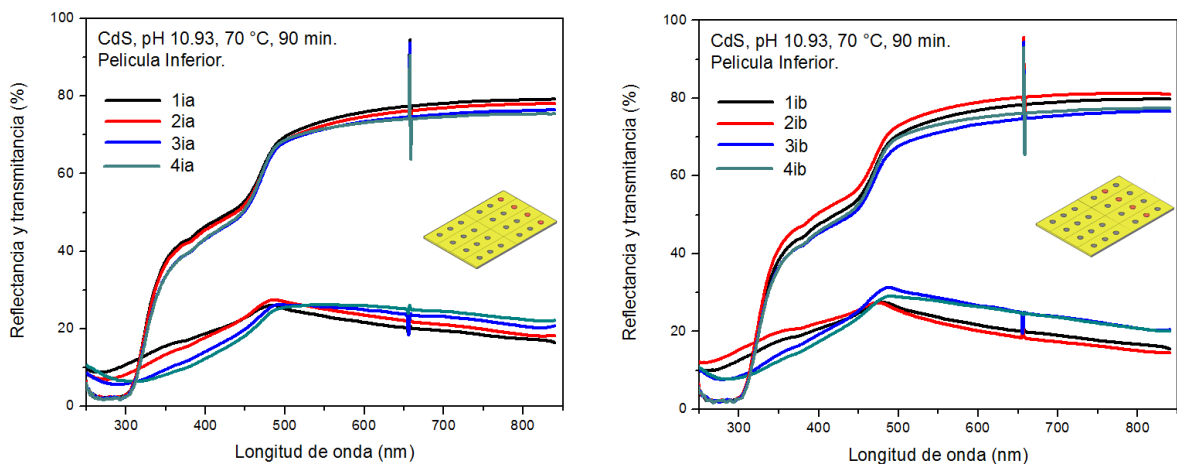 CdS, pH 10.93, 70 °C, 90 min.
Pelicula Inferior.
1ia
2ia
3ia
4ia
Reflectancia y transmitancia (%)
100
80
60
40
20
0
300 400 500 600 700 800
Longitud de onda (nm)
CdS, pH 10.93, 70 °C, 90 min.
Pelicula Inferior.
1ib
2ib
3ib
4ib
Reflectancia y transmitancia (%)
100
80
60
40
20
0
300 400 500 600 700 800
Longitud de onda (nm)